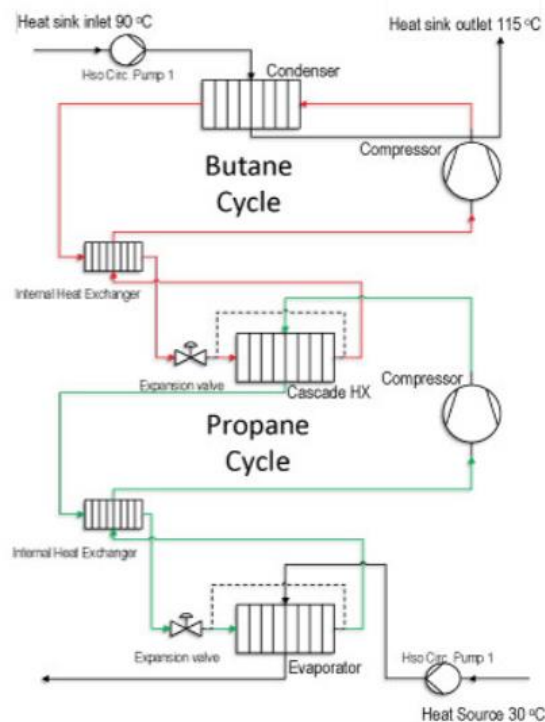 Heat sink inlet 90 °C
Heat sink outlet 115 °C
Hso Circ. Pump 1
Condenser
Compressor
Butane
Cycle
Internal Heat Exchanger
Expansion valve
Cascade HX
Compressor
Propane
Cycle
Internal Heat Exchanger
Expansion valve
Evaporator
Hso Circ. Pump 1
Heat Source 30 °C